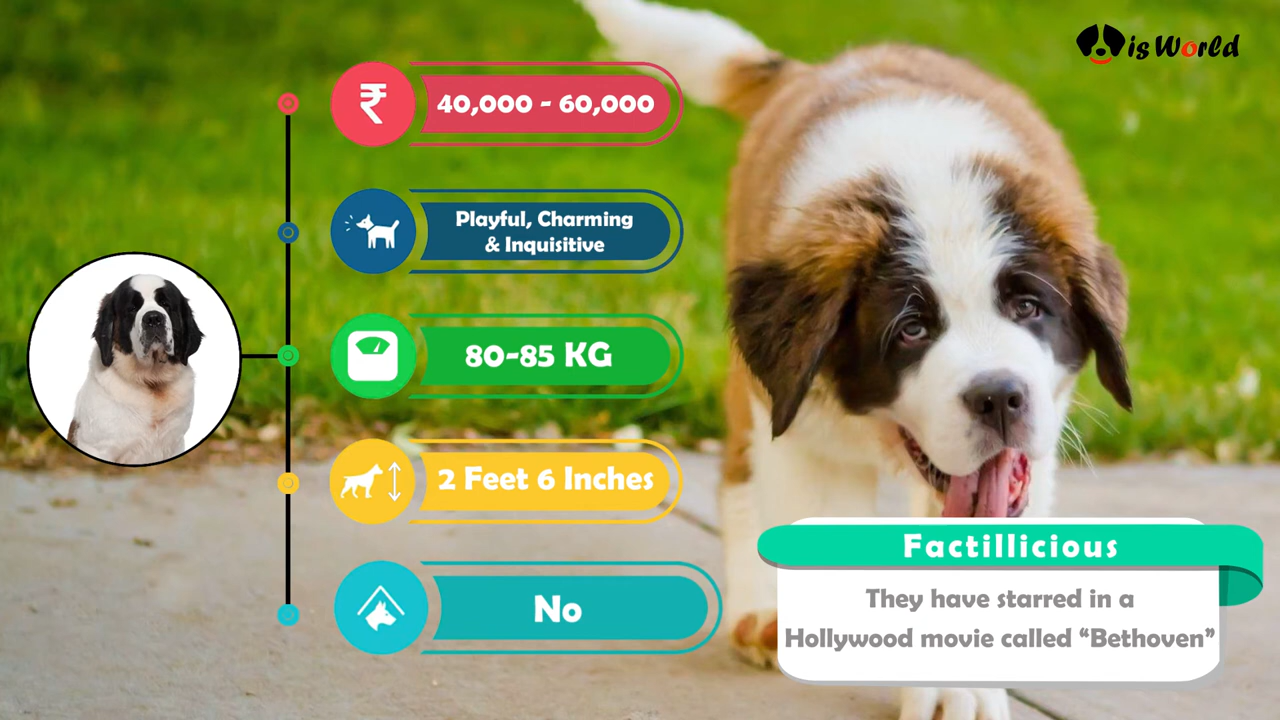 is World
₹
40,000 - 60,000
Playful, Charming
& Inquisitive
80-85 KG
2 Feet 6 Inches
No
Factillicious
They have starred in a
Hollywood movie called “Bethoven”